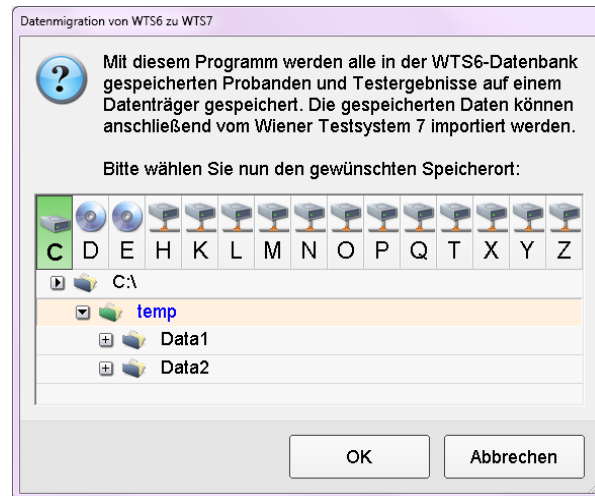 Datenmigration von WTS6 zu WTS7
?
Mit diesem Programm werden alle in der WTS6-Datenbank
gespeicherten Probanden und Testergebnisse auf einem
Datenträger gespeichert. Die gespeicherten Daten können
anschließend vom Wiener Testsystem 7 importiert werden.
Bitte wählen Sie nun den gewünschten Speicherort:
C D E H K L M N O P Q T X Y Z
C:\
temp
Data1
Data2
OK Abbrechen